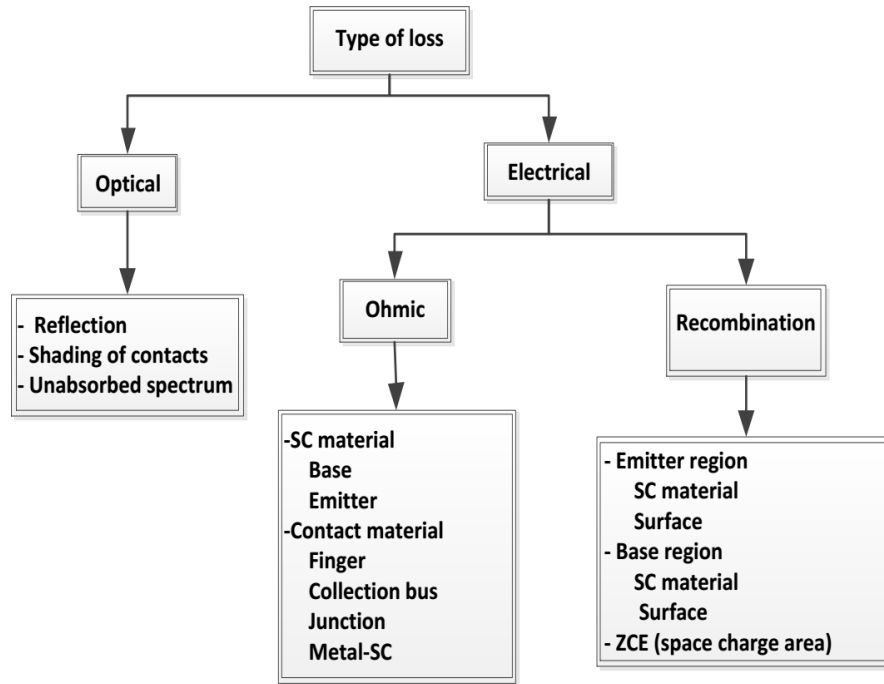 Type of loss
Optical
Electrical
- Reflection
- Shading of contacts
- Unabsorbed spectrum
Ohmic
Recombination
-SC material
Base
Emitter
-Contact material
Finger
Collection bus
Junction
Metal-SC
- Emitter region
SC material
Surface
- Base region
SC material
Surface
- ZCE (space charge area)